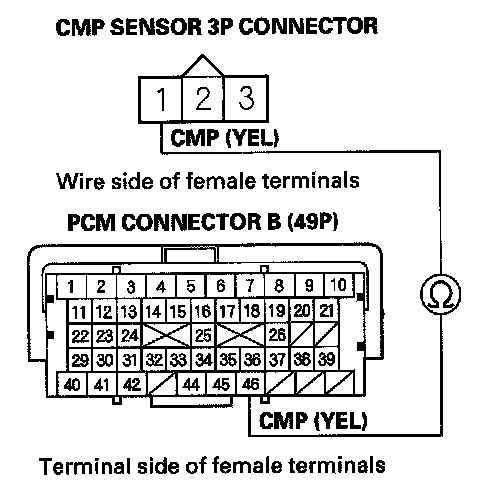 CMP SENSOR 3P CONNECTOR
1 2 3
CMP (YEL)
Wire side of female terminals
PCM CONNECTOR B (49P)
1 2 3 4 5 6 7 8 9 10
11 12 13 14 15 16 17 18 19 20 21
22 23 24 25 26
29 30 31 32 33 34 35 36 37 38 39
40 41 42 44 45 46
Ω
CMP (YEL)
Terminal side of female terminals